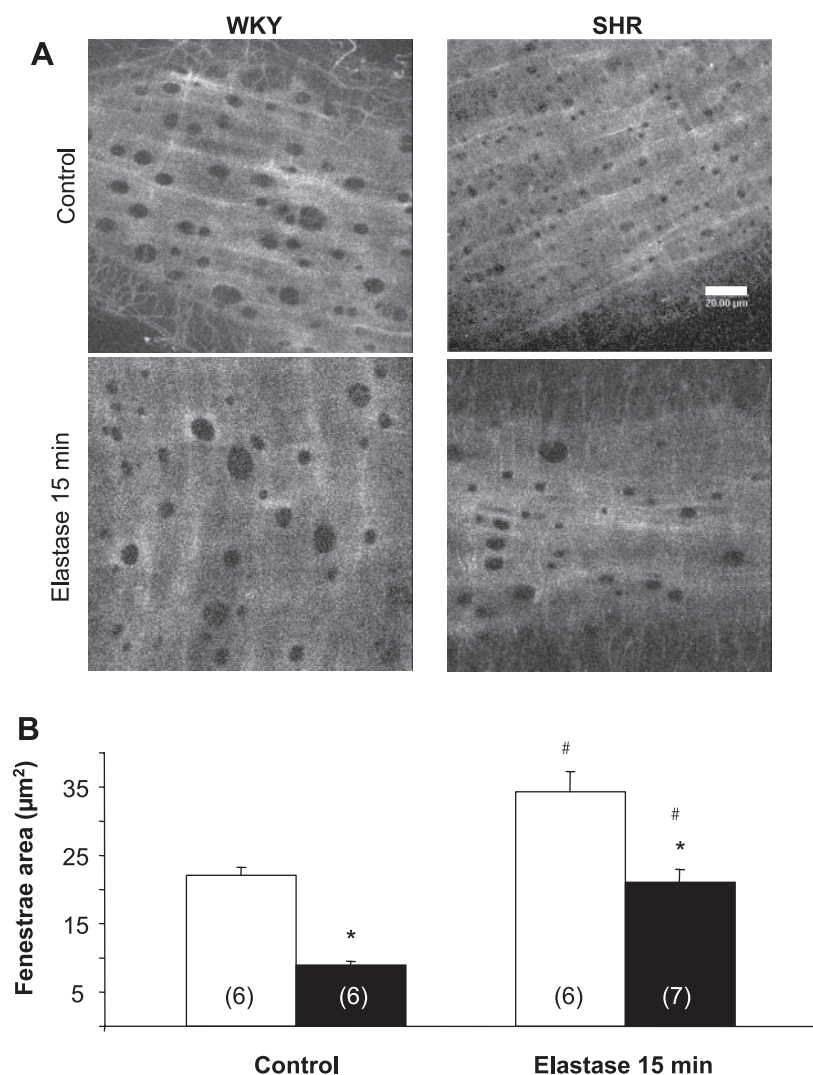 WKY
SHR
A
Control
20.00 µm
Elastase 15 min
B
Fenestrae area (µm²)
35
25
15
5
#
#
*
*
(6)
(6)
(6)
(7)
Control
Elastase 15 min